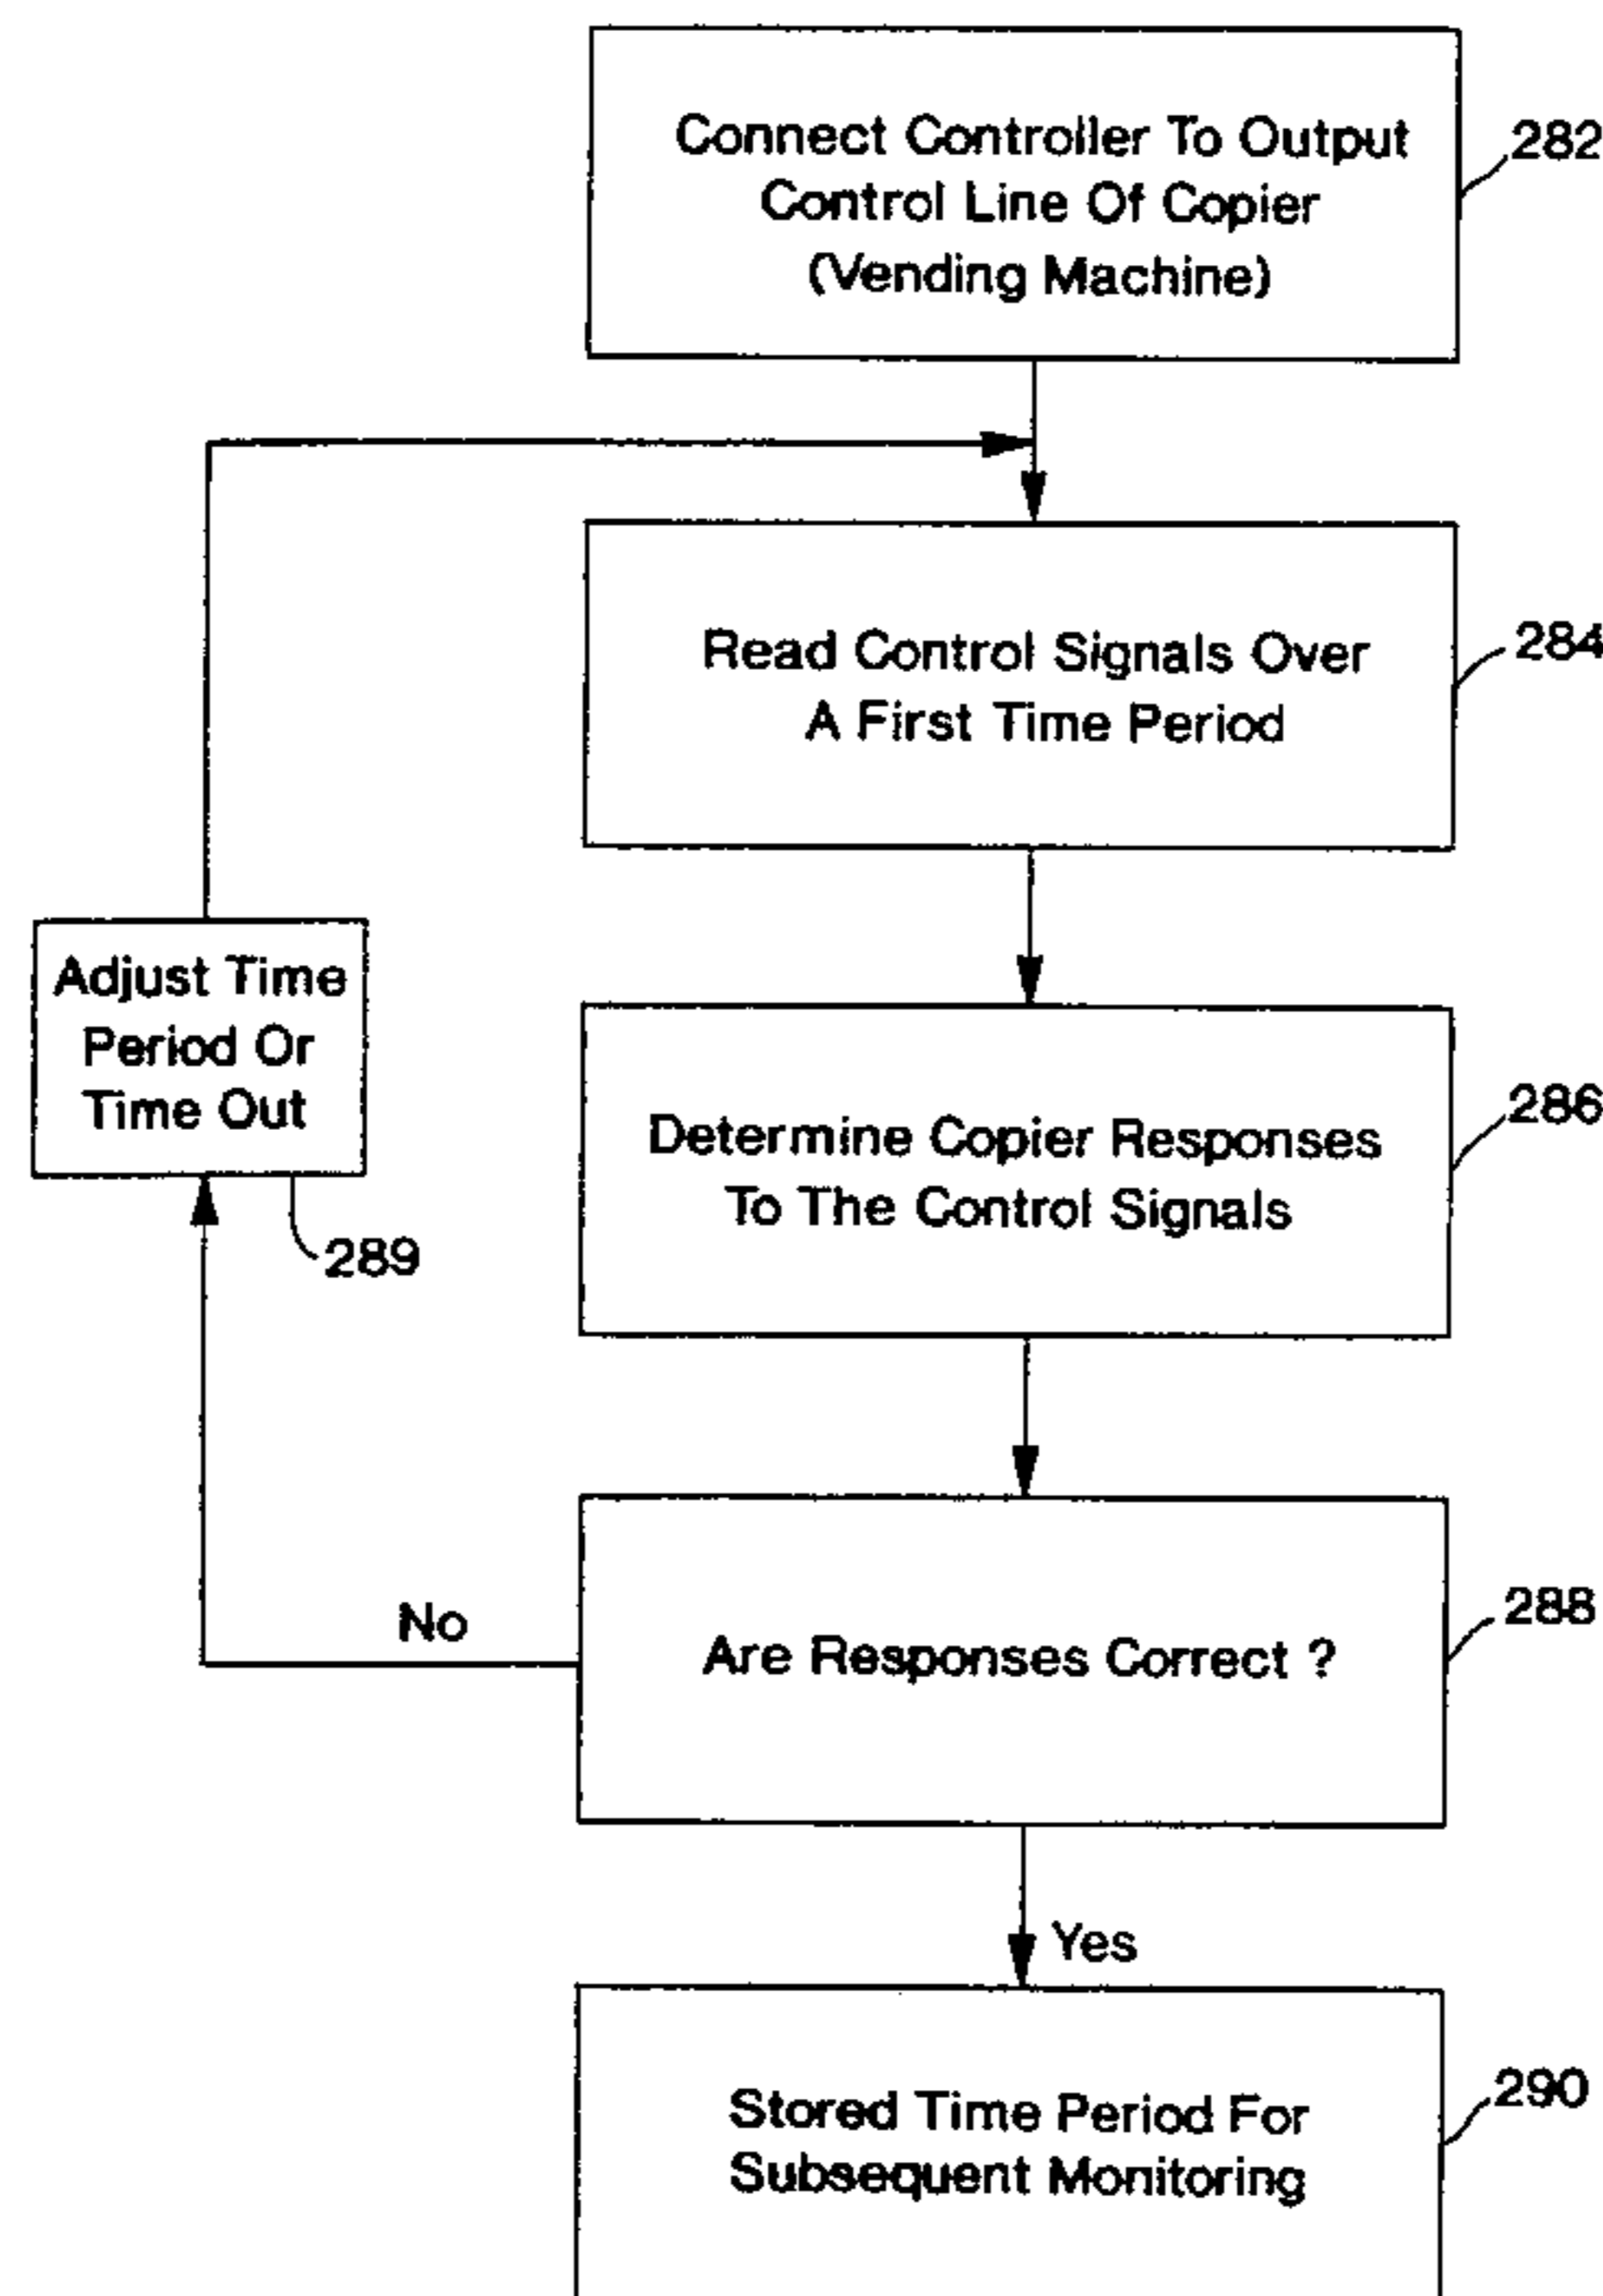 Connect Controller To Output
Control Line Of Copier
(Vending Machine)
282
Read Control Signals Over
A First Time Period
284
Adjust Time
Period Or
Time Out
289
Determine Copier Responses
To The Control Signals
286
No
Are Responses Correct ?
288
Yes
Stored Time Period For
Subsequent Monitoring
290